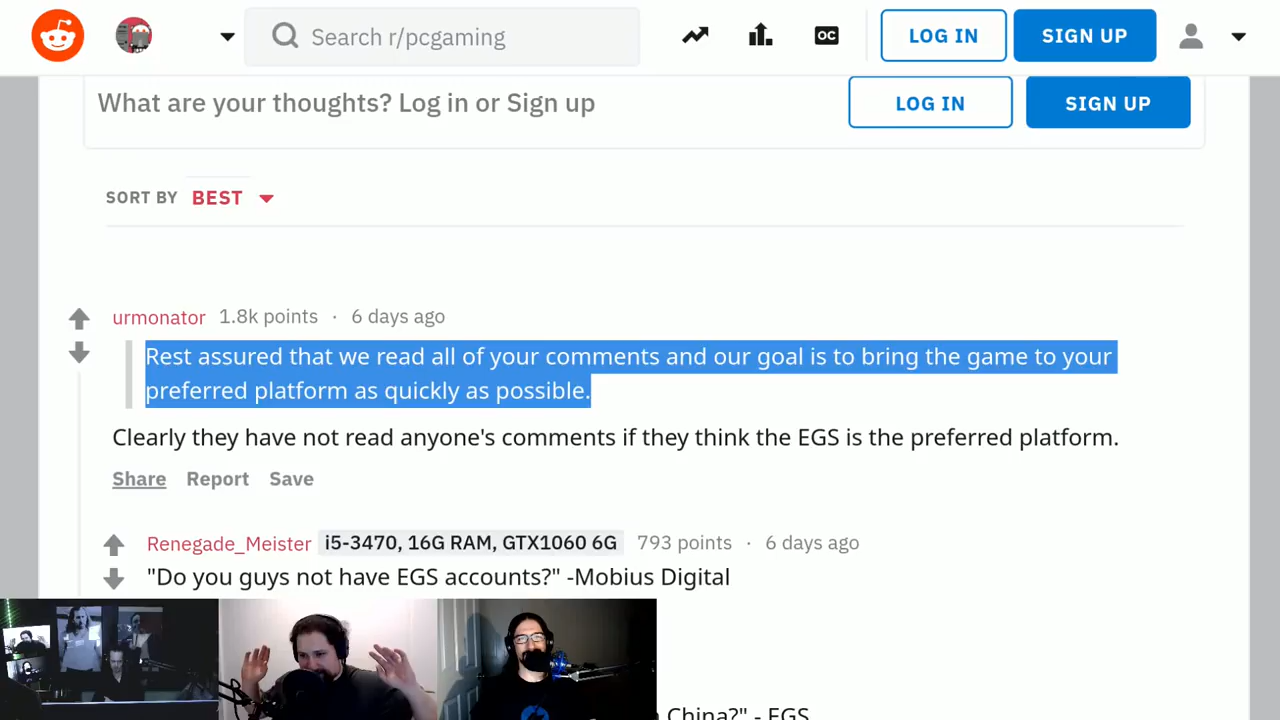 Search r/pcgaming
OC
LOG IN
SIGN UP
What are your thoughts? Log in or Sign up
LOG IN
SIGN UP
SORT BY BEST
urmonator 1.8k points · 6 days ago
Rest assured that we read all of your comments and our goal is to bring the game to your
preferred platform as quickly as possible.
Clearly they have not read anyone's comments if they think the EGS is the preferred platform.
Share Report Save
Renegade_Meister i5-3470, 16G RAM, GTX1060 6G 793 points · 6 days ago
"Do you guys not have EGS accounts?" -Mobius Digital
China?" - EGS